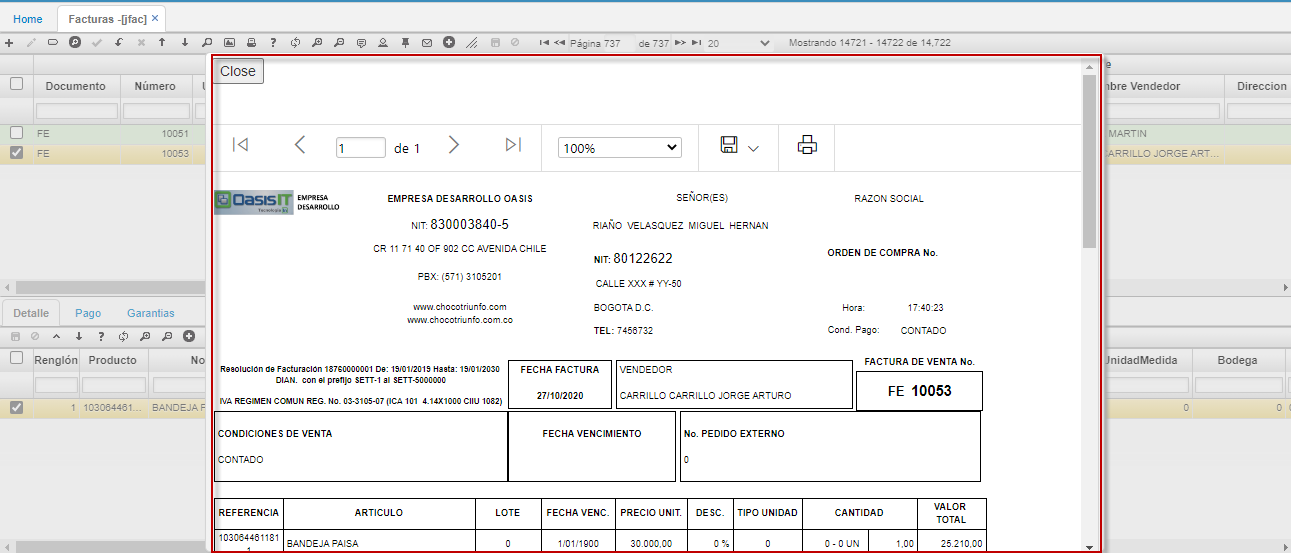 Home Facturas -[jfac] ×
Página 737 de 737 20 Mostrando 14721 - 14722 de 14,722
Close
Documento Número
bre Vendedor Direccion
FE 10051 MARTIN
FE 10053 CARRILLO JORGE ART...
1 de 1 100%
OasisIT
Tecnología
EMPRESA
DESARROLLO
EMPRESA DESARROLLO OASIS SEÑOR(ES) RAZON SOCIAL
NIT: 830003840-5 RIAÑO VELASQUEZ MIGUEL HERNAN
CR 11 71 40 OF 902 CC AVENIDA CHILE NIT: 80122622 ORDEN DE COMPRA No.
PBX: (571) 3105201 CALLE XXX # YY-50
www.chocotriunfo.com BOGOTA D.C. Hora: 17:40:23
www.chocotriunfo.com.co TEL: 7456732 Cond. Pago: CONTADO
Detalle Pago Garantias
Renglón Producto No
UnidadMedida Bodega
1 103064461... BANDEJA P
0 0
Resolución de Facturación 18760000001 De: 19/01/2019 Hasta: 19/01/2030
DIAN. con el prefijo SETT-1 al SETT-5000000
IVA REGIMEN COMUN REG. No. 03-3105-07 (ICA 101 4.14X1000 CIIU 1082)
FECHA FACTURA
27/10/2020
VENDEDOR
CARRILLO CARRILLO JORGE ARTURO
FACTURA DE VENTA No.
FE 10053
CONDICIONES DE VENTA
CONTADO
FECHA VENCIMIENTO
No. PEDIDO EXTERNO
0
REFERENCIA ARTICULO LOTE FECHA VENC. PRECIO UNIT. DESC. TIPO UNIDAD CANTIDAD VALOR TOTAL
103064461181 BANDEJA PAISA 0 1/01/1900 30.000,00 0 % 0 0 - 0 UN 1,00 25.210,00
1